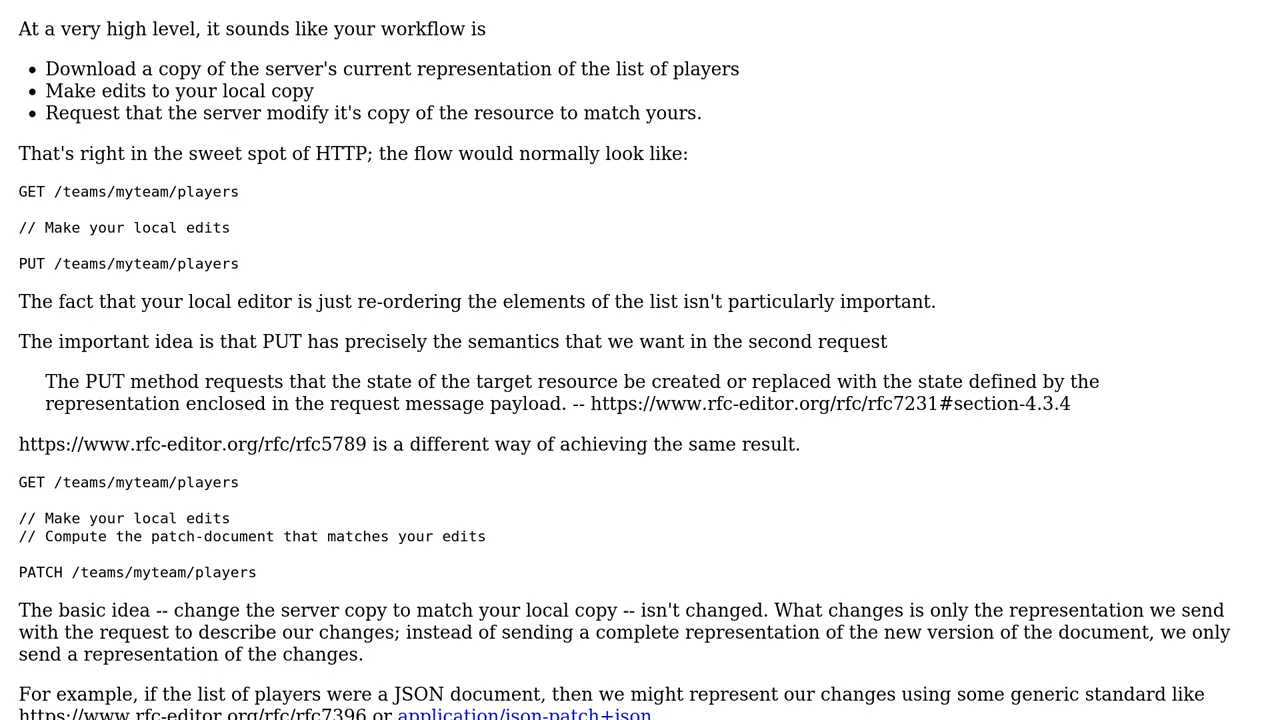 At a very high level, it sounds like your workflow is
Download a copy of the server's current representation of the list of players
Make edits to your local copy
Request that the server modify it's copy of the resource to match yours.
That's right in the sweet spot of HTTP; the flow would normally look like:
GET /teams/myteam/players
// Make your local edits
PUT /teams/myteam/players
The fact that your local editor is just re-ordering the elements of the list isn't particularly important.
The important idea is that PUT has precisely the semantics that we want in the second request
The PUT method requests that the state of the target resource be created or replaced with the state defined by the
representation enclosed in the request message payload. -- https://www.rfc-editor.org/rfc/rfc7231#section-4.3.4
https://www.rfc-editor.org/rfc/rfc5789 is a different way of achieving the same result.
GET /teams/myteam/players
// Make your local edits
// Compute the patch-document that matches your edits
PATCH /teams/myteam/players
The basic idea -- change the server copy to match your local copy -- isn't changed. What changes is only the representation we send
with the request to describe our changes; instead of sending a complete representation of the new version of the document, we only
send a representation of the changes.
For example, if the list of players were a JSON document, then we might represent our changes using some generic standard like
https://www.rfc-editor.org/rfc/rfc7396 or application/json-patch+json